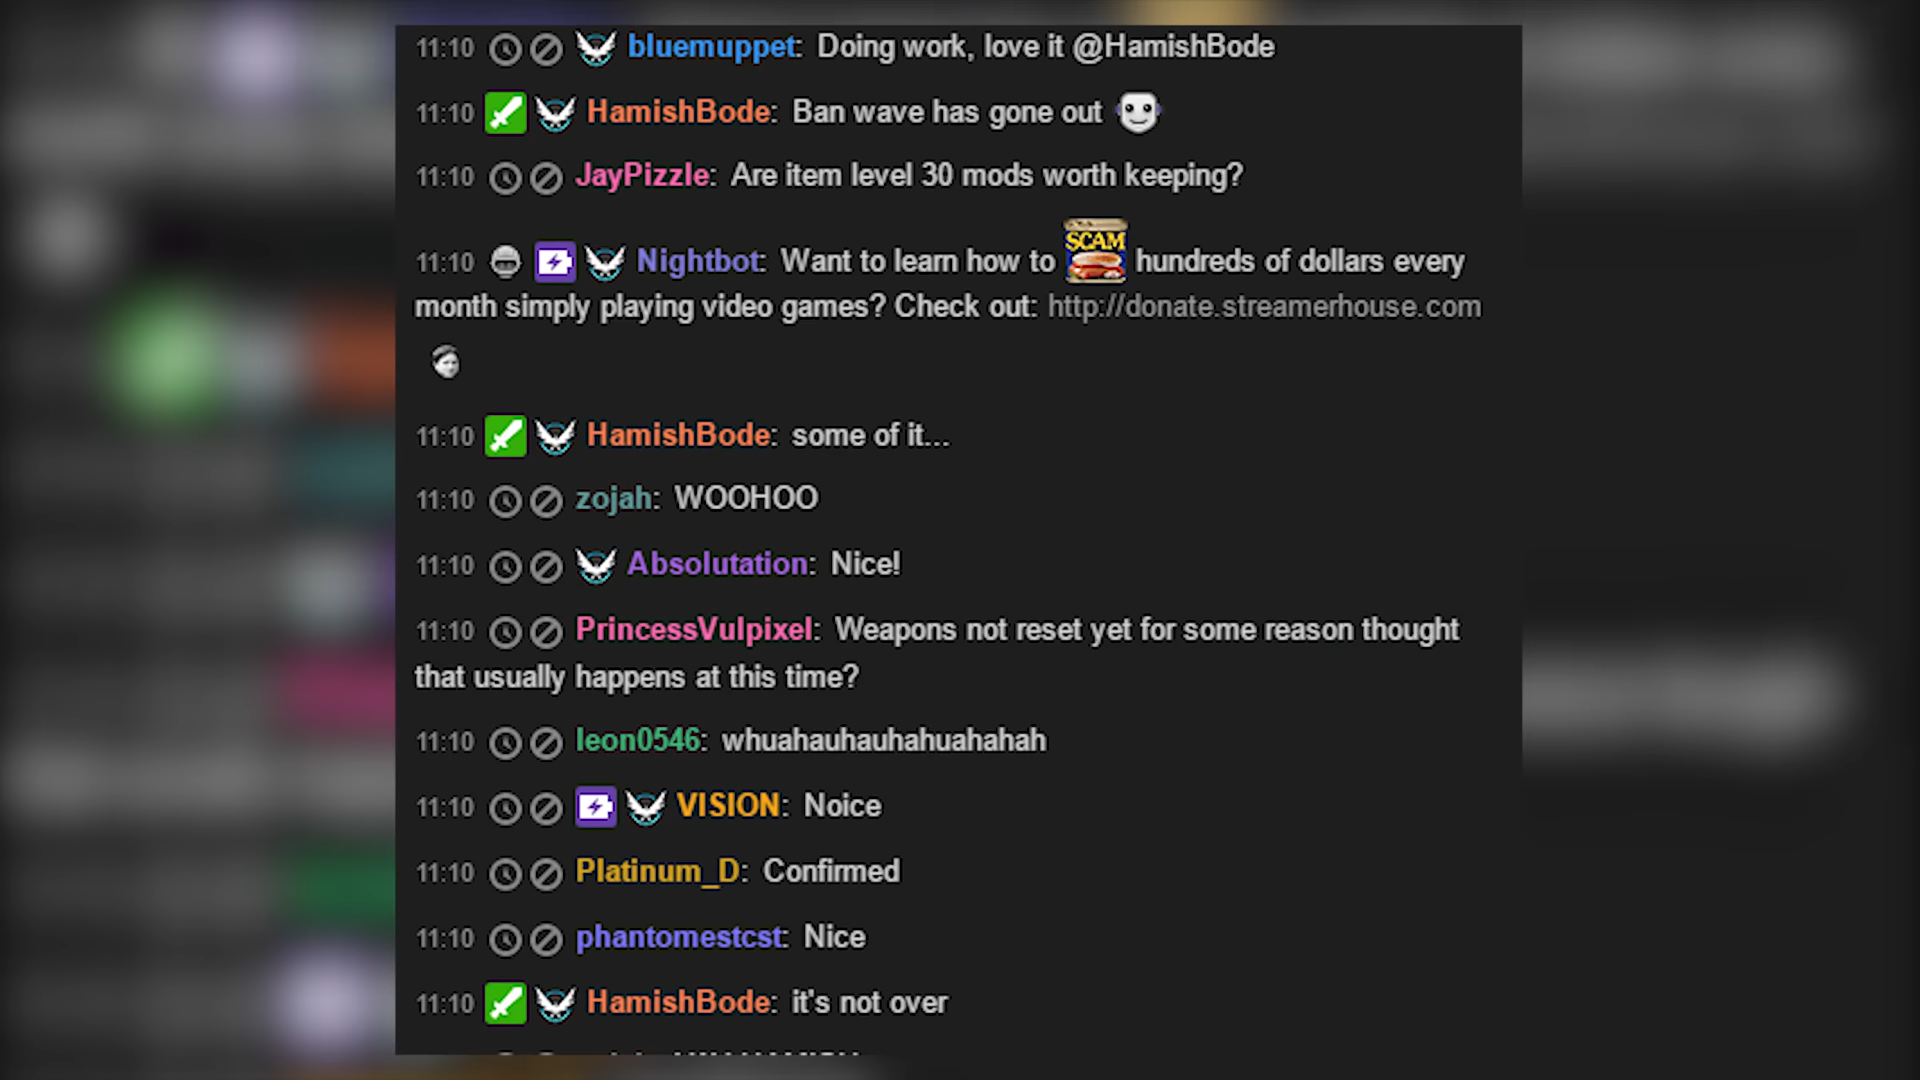 11:10 bluemuppet: Doing work, love it @HamishBode
11:10 HamishBode: Ban wave has gone out
11:10 JayPizzle: Are item level 30 mods worth keeping?
11:10 Nightbot: Want to learn how to SCAM hundreds of dollars every
month simply playing video games? Check out: http://donate.streamerhouse.com
11:10 HamishBode: some of it...
11:10 zojah: WOOHOO
11:10 Absolutation: Nice!
11:10 PrincessVulpixel: Weapons not reset yet for some reason thought
that usually happens at this time?
11:10 leon0546: whuahauhauhahuahahah
11:10 VISION: Noice
11:10 Platinum_D: Confirmed
11:10 phantomestcst: Nice
11:10 HamishBode: it's not over